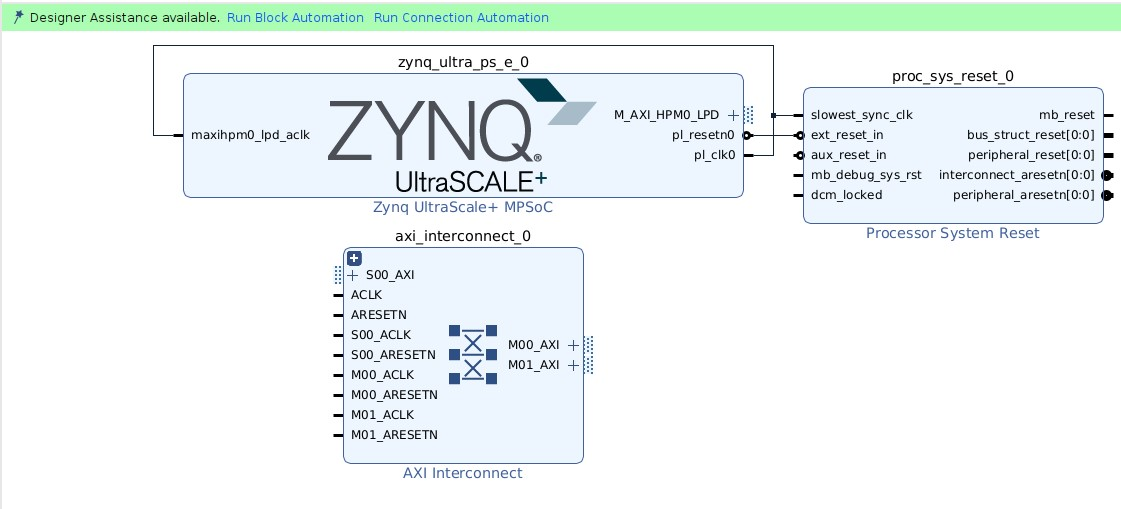 Designer Assistance available. Run Block Automation Run Connection Automation
zynq_ultra_ps_e_0
maxihpm0_lpd_aclk
ZYNQ®
UltraSCALE+
M_AXI_HPM0_LPD
pl_resetn0
pl_clk0
Zynq UltraScale+ MPSoC
proc_sys_reset_0
slowest_sync_clk
ext_reset_in
aux_reset_in
mb_debug_sys_rst
dcm_locked
mb_reset
bus_struct_reset[0:0]
peripheral_reset[0:0]
interconnect_aresetn[0:0]
peripheral_aresetn[0:0]
Processor System Reset
axi_interconnect_0
S00_AXI
ACLK
ARESETN
S00_ACLK
S00_ARESETN
M00_ACLK
M00_ARESETN
M01_ACLK
M01_ARESETN
M00_AXI
M01_AXI
AXI Interconnect